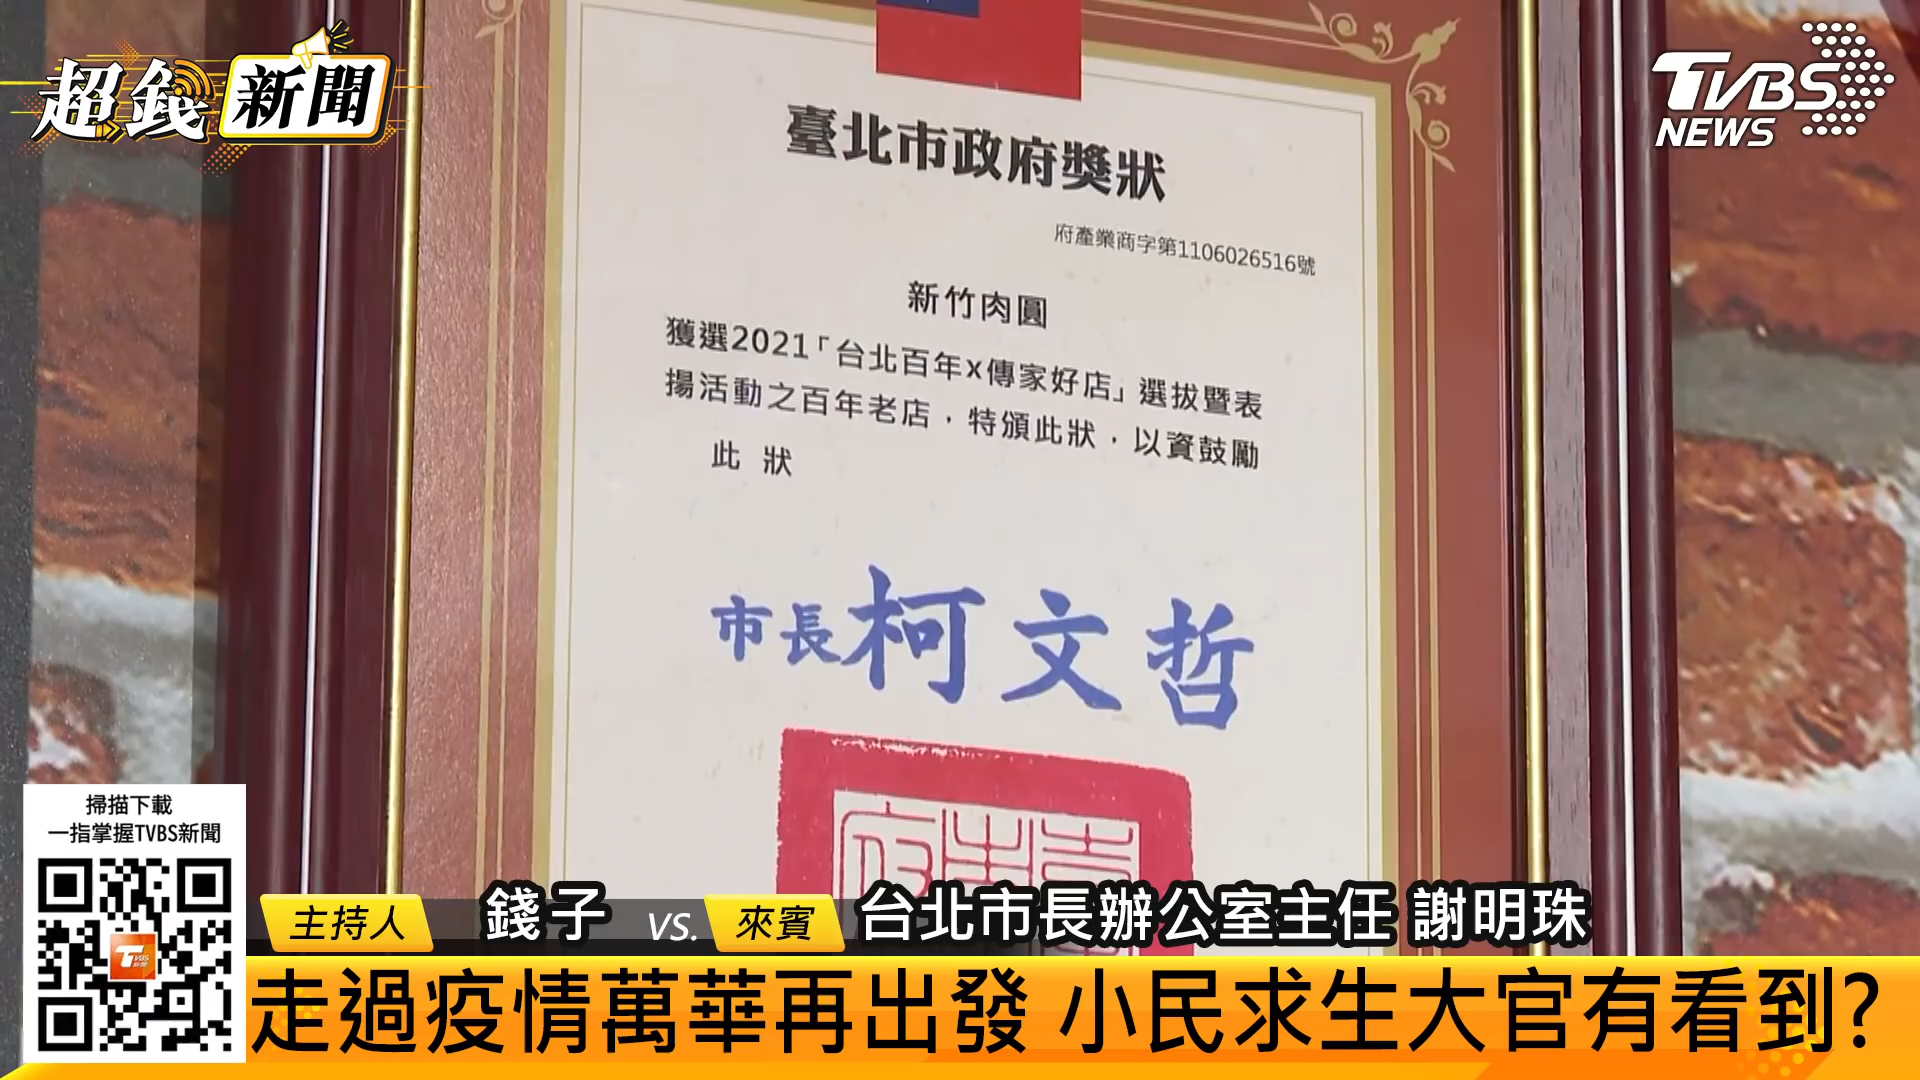 超錢新聞
TVBS
NEWS
臺北市政府獎狀
府產業商字第1106026516號
新竹肉圓
獲選2021「台北百年x傳家好店」選拔暨表
揚活動之百年老店，特頒此狀，以資鼓勵
此 狀
市長柯文哲
掃描下載
一指掌握TVBS新聞
主持人 錢子 vs. 來賓 台北市長辦公室主任 謝明珠
走過疫情萬華再出發 小民求生大官有看到?